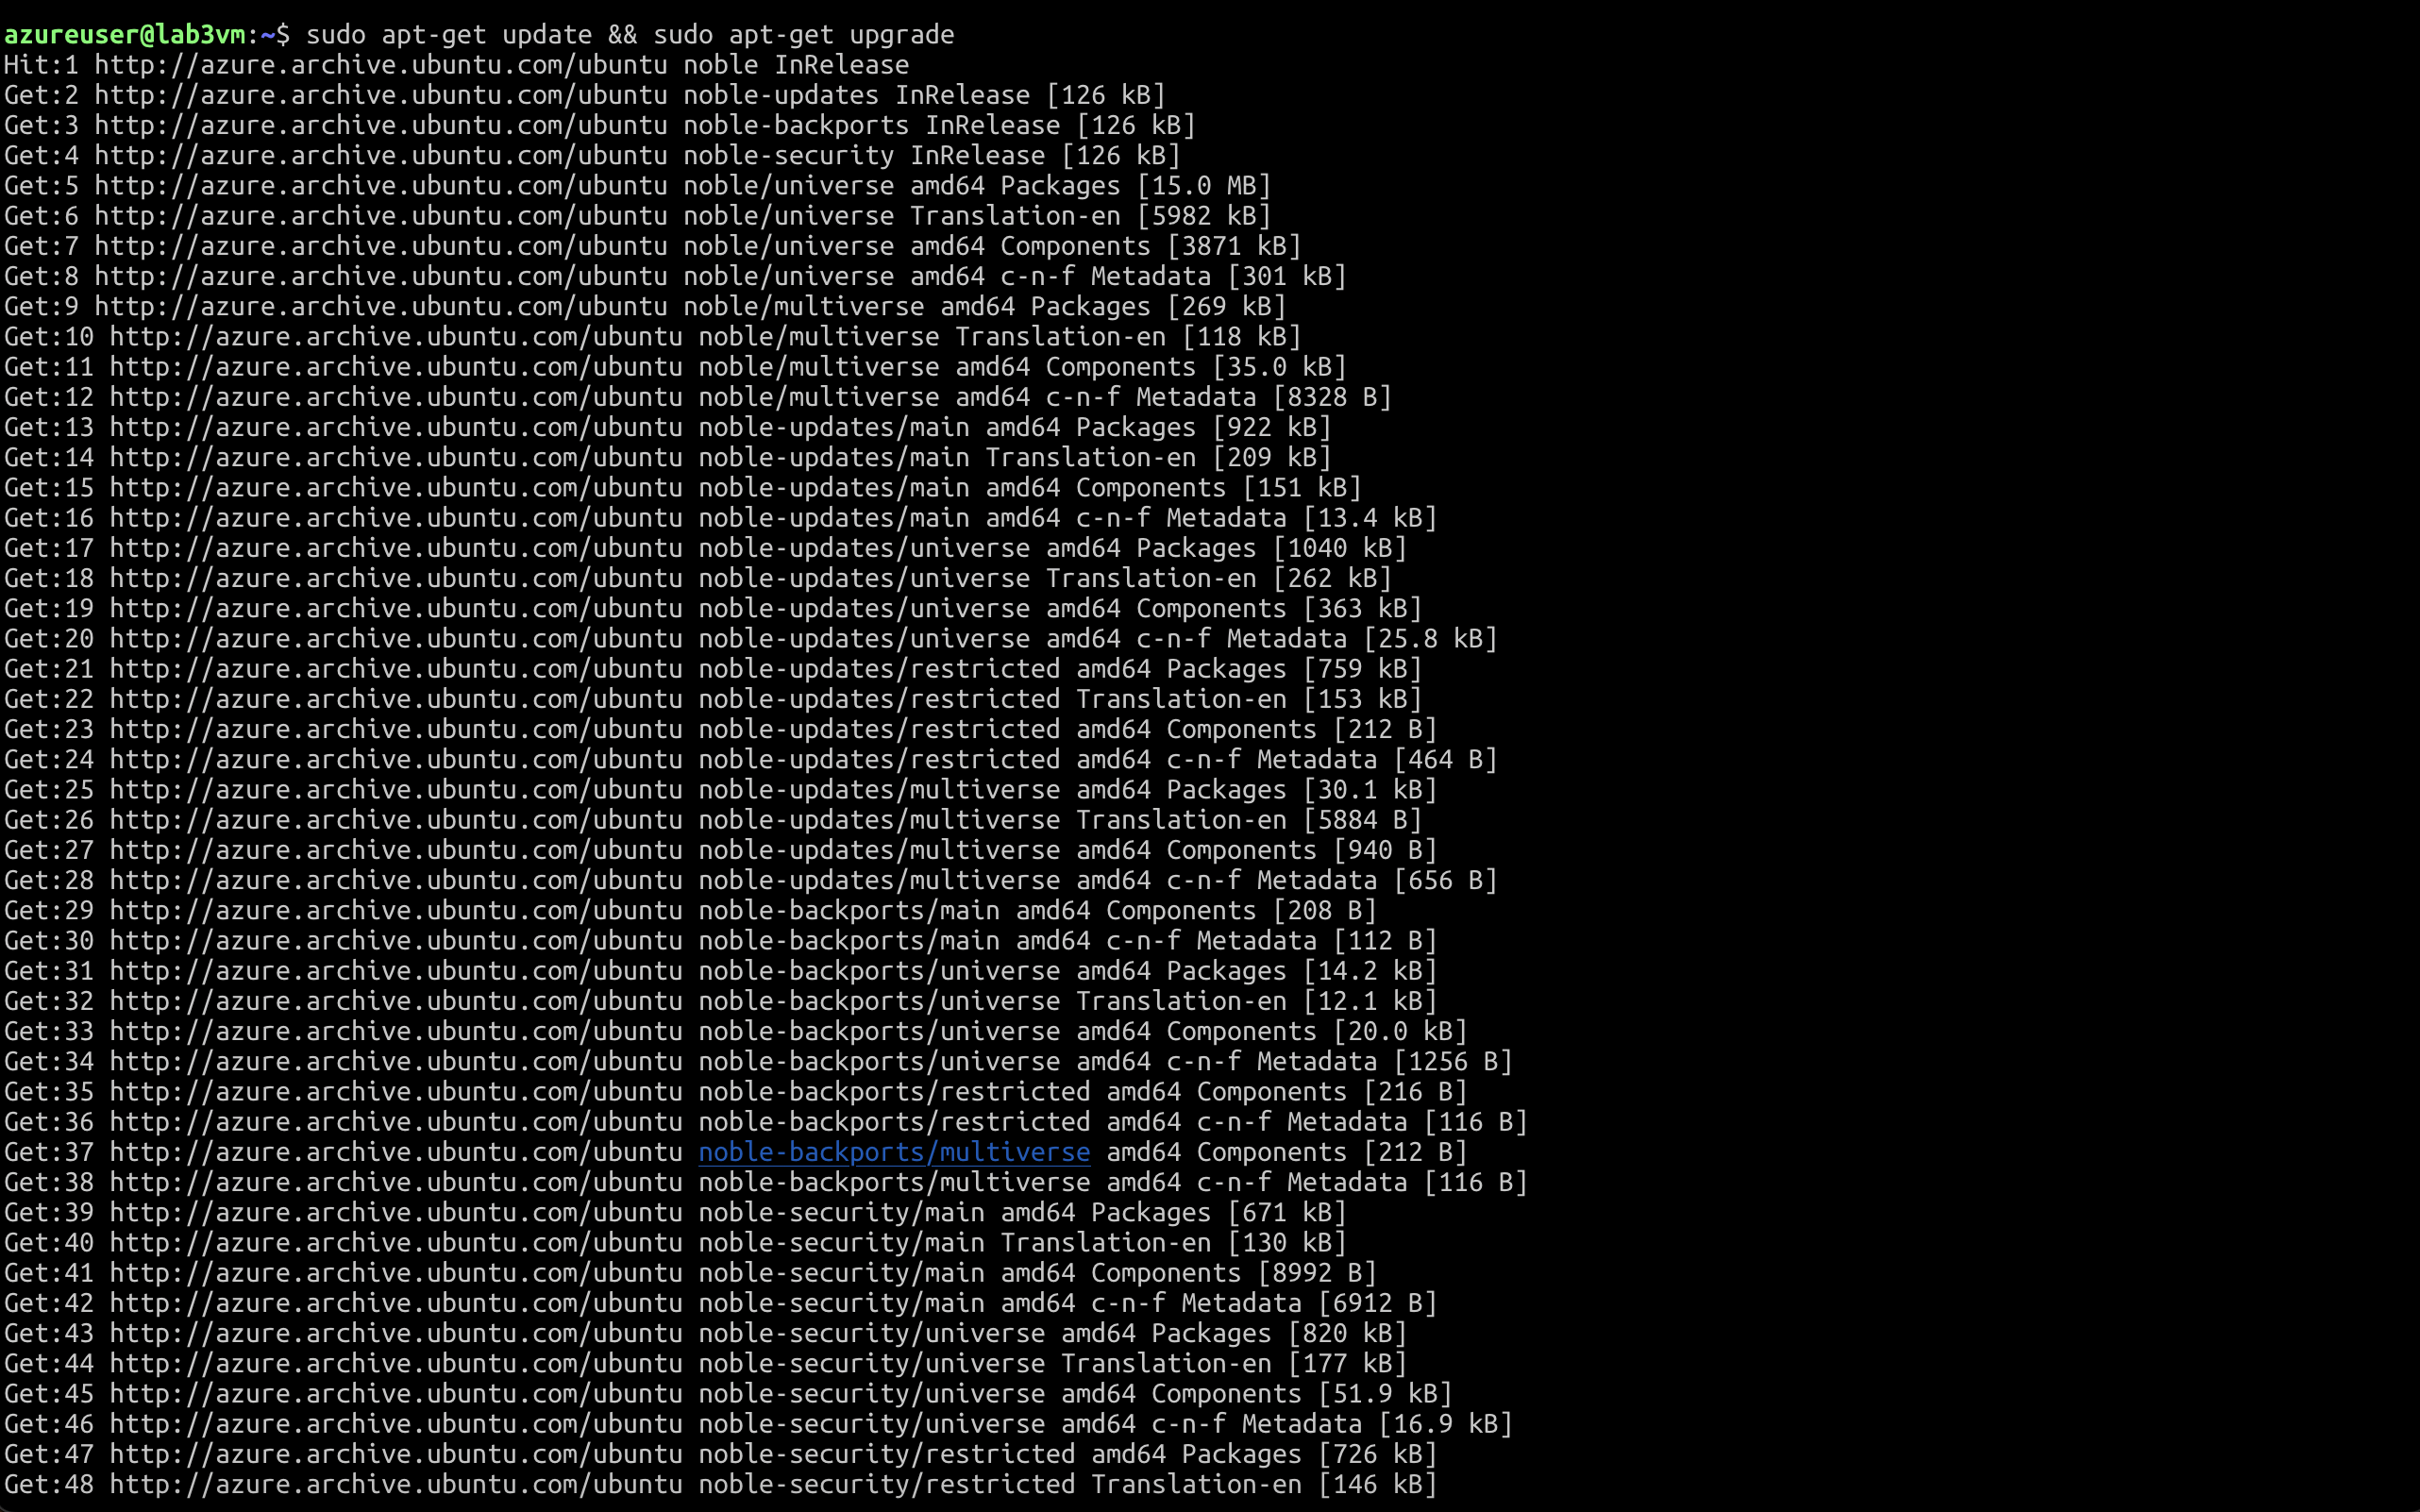 azureuser@lab3vm:~$ sudo apt-get update && sudo apt-get upgrade
Hit:1 http://azure.archive.ubuntu.com/ubuntu noble InRelease
Get:2 http://azure.archive.ubuntu.com/ubuntu noble-updates InRelease [126 kB]
Get:3 http://azure.archive.ubuntu.com/ubuntu noble-backports InRelease [126 kB]
Get:4 http://azure.archive.ubuntu.com/ubuntu noble-security InRelease [126 kB]
Get:5 http://azure.archive.ubuntu.com/ubuntu noble/universe amd64 Packages [15.0 MB]
Get:6 http://azure.archive.ubuntu.com/ubuntu noble/universe Translation-en [5982 kB]
Get:7 http://azure.archive.ubuntu.com/ubuntu noble/universe amd64 Components [3871 kB]
Get:8 http://azure.archive.ubuntu.com/ubuntu noble/universe amd64 c-n-f Metadata [301 kB]
Get:9 http://azure.archive.ubuntu.com/ubuntu noble/multiverse amd64 Packages [269 kB]
Get:10 http://azure.archive.ubuntu.com/ubuntu noble/multiverse Translation-en [118 kB]
Get:11 http://azure.archive.ubuntu.com/ubuntu noble/multiverse amd64 Components [35.0 kB]
Get:12 http://azure.archive.ubuntu.com/ubuntu noble/multiverse amd64 c-n-f Metadata [8328 B]
Get:13 http://azure.archive.ubuntu.com/ubuntu noble-updates/main amd64 Packages [922 kB]
Get:14 http://azure.archive.ubuntu.com/ubuntu noble-updates/main Translation-en [209 kB]
Get:15 http://azure.archive.ubuntu.com/ubuntu noble-updates/main amd64 Components [151 kB]
Get:16 http://azure.archive.ubuntu.com/ubuntu noble-updates/main amd64 c-n-f Metadata [13.4 kB]
Get:17 http://azure.archive.ubuntu.com/ubuntu noble-updates/universe amd64 Packages [1040 kB]
Get:18 http://azure.archive.ubuntu.com/ubuntu noble-updates/universe Translation-en [262 kB]
Get:19 http://azure.archive.ubuntu.com/ubuntu noble-updates/universe amd64 Components [363 kB]
Get:20 http://azure.archive.ubuntu.com/ubuntu noble-updates/universe amd64 c-n-f Metadata [25.8 kB]
Get:21 http://azure.archive.ubuntu.com/ubuntu noble-updates/restricted amd64 Packages [759 kB]
Get:22 http://azure.archive.ubuntu.com/ubuntu noble-updates/restricted Translation-en [153 kB]
Get:23 http://azure.archive.ubuntu.com/ubuntu noble-updates/restricted amd64 Components [212 B]
Get:24 http://azure.archive.ubuntu.com/ubuntu noble-updates/restricted amd64 c-n-f Metadata [464 B]
Get:25 http://azure.archive.ubuntu.com/ubuntu noble-updates/multiverse amd64 Packages [30.1 kB]
Get:26 http://azure.archive.ubuntu.com/ubuntu noble-updates/multiverse Translation-en [5884 B]
Get:27 http://azure.archive.ubuntu.com/ubuntu noble-updates/multiverse amd64 Components [940 B]
Get:28 http://azure.archive.ubuntu.com/ubuntu noble-updates/multiverse amd64 c-n-f Metadata [656 B]
Get:29 http://azure.archive.ubuntu.com/ubuntu noble-backports/main amd64 Components [208 B]
Get:30 http://azure.archive.ubuntu.com/ubuntu noble-backports/main amd64 c-n-f Metadata [112 B]
Get:31 http://azure.archive.ubuntu.com/ubuntu noble-backports/universe amd64 Packages [14.2 kB]
Get:32 http://azure.archive.ubuntu.com/ubuntu noble-backports/universe Translation-en [12.1 kB]
Get:33 http://azure.archive.ubuntu.com/ubuntu noble-backports/universe amd64 Components [20.0 kB]
Get:34 http://azure.archive.ubuntu.com/ubuntu noble-backports/universe amd64 c-n-f Metadata [1256 B]
Get:35 http://azure.archive.ubuntu.com/ubuntu noble-backports/restricted amd64 Components [216 B]
Get:36 http://azure.archive.ubuntu.com/ubuntu noble-backports/restricted amd64 c-n-f Metadata [116 B]
Get:37 http://azure.archive.ubuntu.com/ubuntu noble-backports/multiverse amd64 Components [212 B]
Get:38 http://azure.archive.ubuntu.com/ubuntu noble-backports/multiverse amd64 c-n-f Metadata [116 B]
Get:39 http://azure.archive.ubuntu.com/ubuntu noble-security/main amd64 Packages [671 kB]
Get:40 http://azure.archive.ubuntu.com/ubuntu noble-security/main Translation-en [130 kB]
Get:41 http://azure.archive.ubuntu.com/ubuntu noble-security/main amd64 Components [8992 B]
Get:42 http://azure.archive.ubuntu.com/ubuntu noble-security/main amd64 c-n-f Metadata [6912 B]
Get:43 http://azure.archive.ubuntu.com/ubuntu noble-security/universe amd64 Packages [820 kB]
Get:44 http://azure.archive.ubuntu.com/ubuntu noble-security/universe Translation-en [177 kB]
Get:45 http://azure.archive.ubuntu.com/ubuntu noble-security/universe amd64 Components [51.9 kB]
Get:46 http://azure.archive.ubuntu.com/ubuntu noble-security/universe amd64 c-n-f Metadata [16.9 kB]
Get:47 http://azure.archive.ubuntu.com/ubuntu noble-security/restricted amd64 Packages [726 kB]
Get:48 http://azure.archive.ubuntu.com/ubuntu noble-security/restricted Translation-en [146 kB]